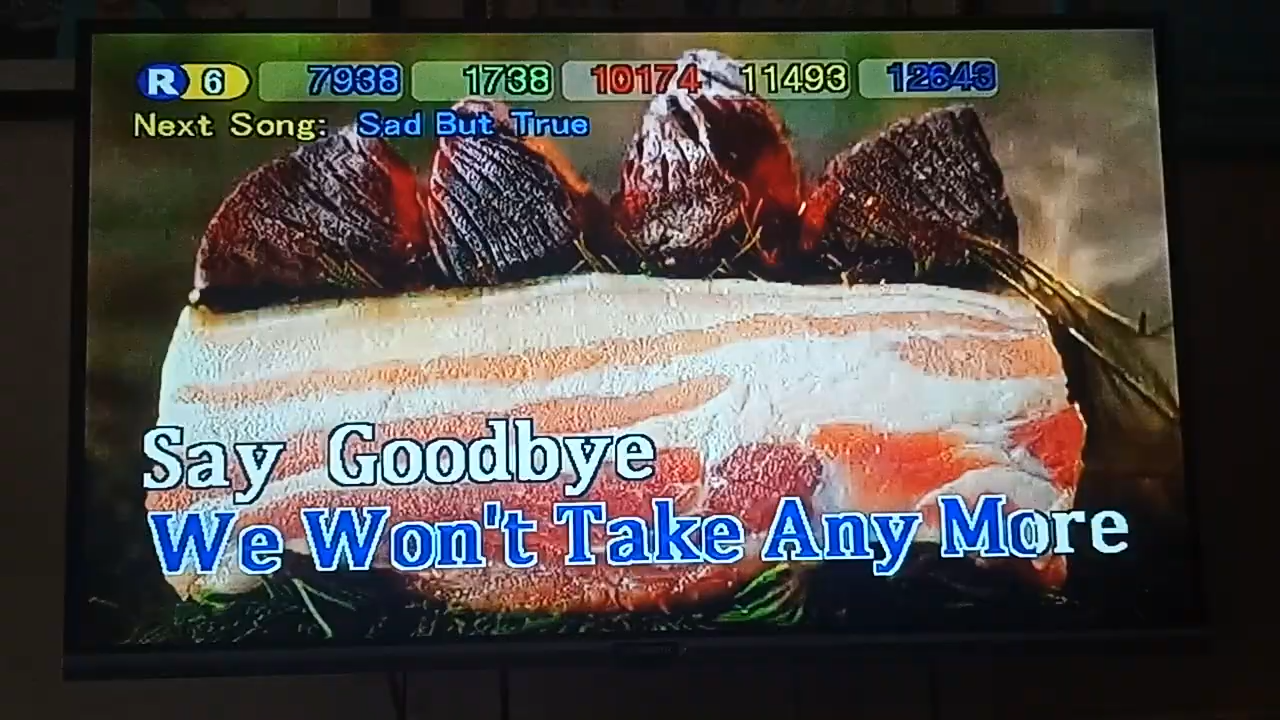 R 6 7938 1738 10174 11493 12643
Next Song: Sad But True
Say Goodbye
We Won't Take Any More